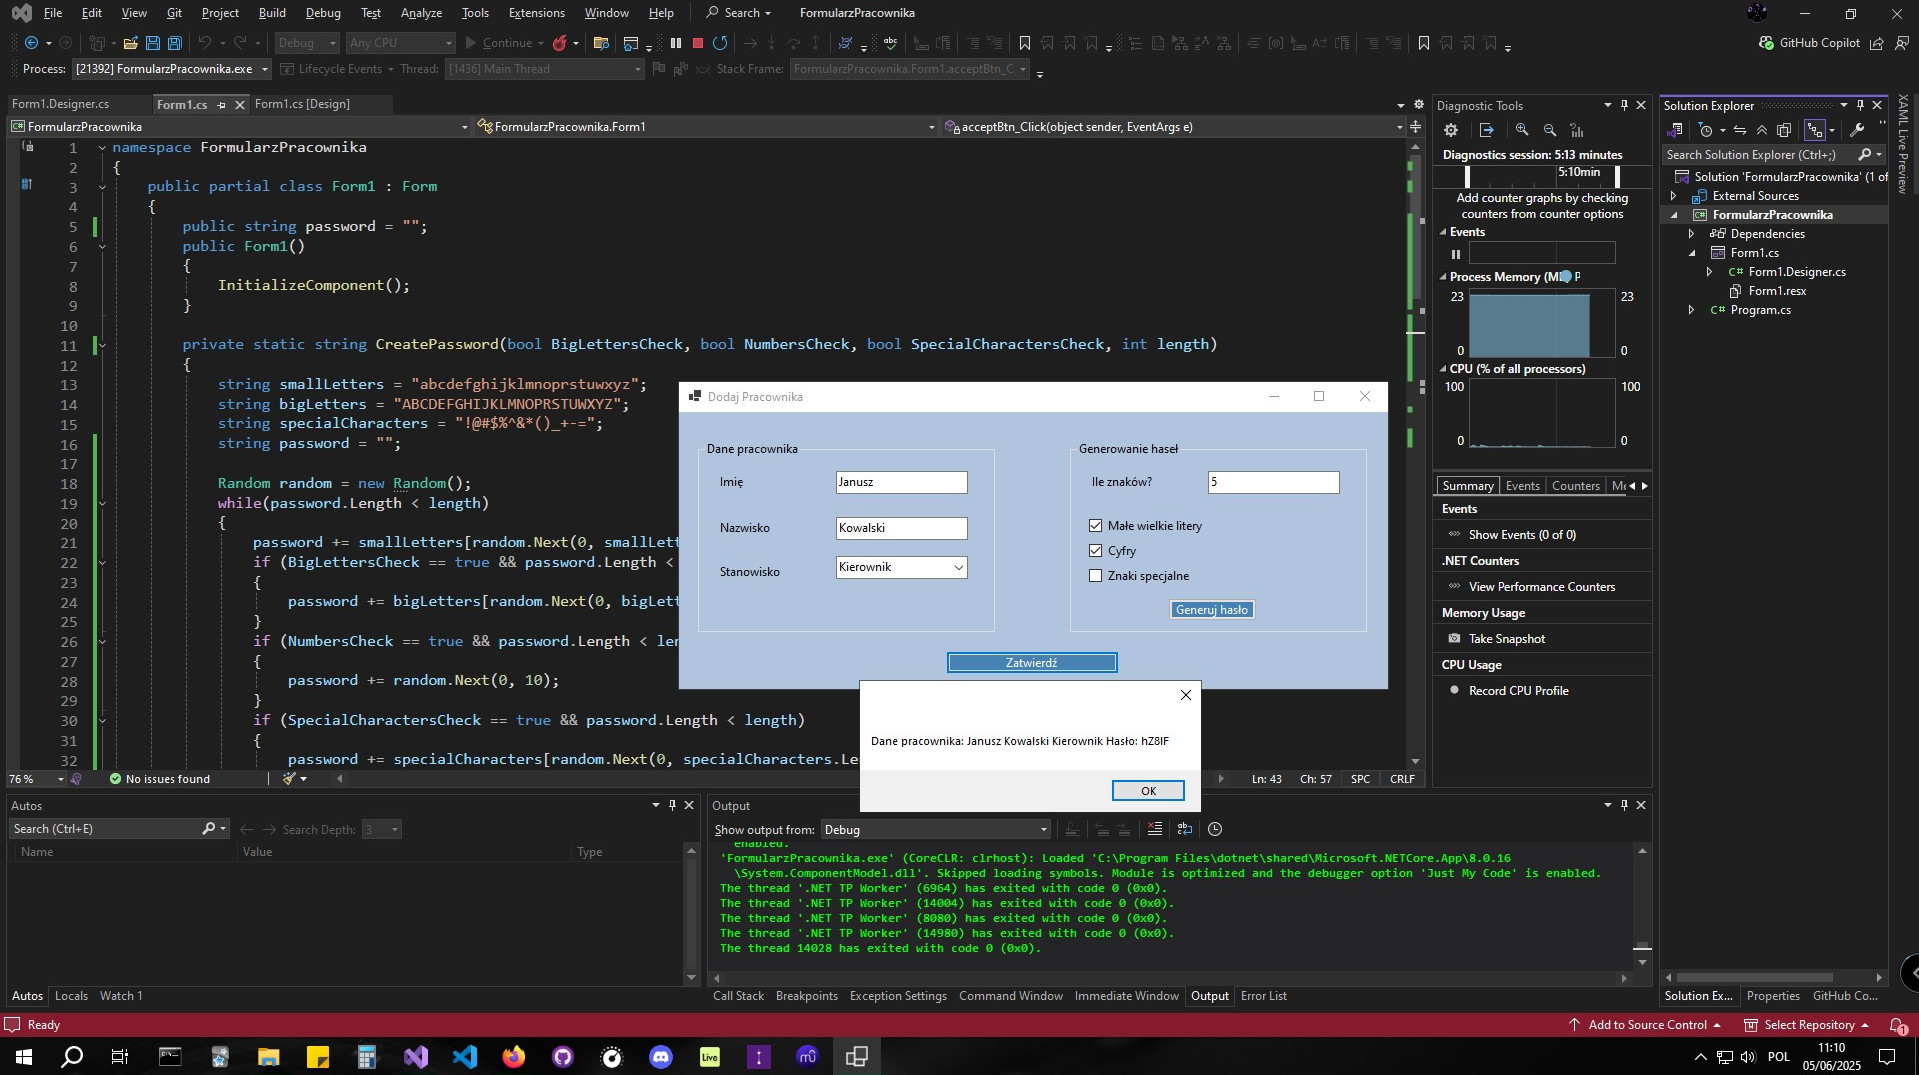 File Edit View Git Project Build Debug Test Analyze Tools Extensions Window Help Search FormularzPracownika
Debug Any CPU Continue GitHub Copilot
Process: [21392] FormularzPracownika.exe Lifecycle Events Thread: [1436] Main Thread Stack Frame: FormularzPracownika.Form1.acceptBtn_C
Form1.Designer.cs Form1.cs Form1.cs [Design]
FormularzPracownika FormularzPracownika.Form1 acceptBtn_Click(object sender, EventArgs e)
1 namespace FormularzPracownika
2 {
3 public partial class Form1 : Form
4 {
5 public string password = "";
6 public Form1()
7 {
8 InitializeComponent();
9 }
10
11 private static string CreatePassword(bool BigLettersCheck, bool NumbersCheck, bool SpecialCharactersCheck, int length)
12 {
13 string smallLetters = "abcdefghijklmnoprstuwxyz";
14 string bigLetters = "ABCDEFGHIJKLMNOPRSTUWXYZ";
15 string specialCharacters = "!@#$%^&*()_+-=";
16 string password = "";
17
18 Random random = new Random();
19 while(password.Length < length)
20 {
21 password += smallLetters[random.Next(0, smallLett
22 if (BigLettersCheck == true && password.Length <
23 {
24 password += bigLetters[random.Next(0, bigLett
25 }
26 if (NumbersCheck == true && password.Length < ler
27 {
28 password += random.Next(0, 10);
29 }
30 if (SpecialCharactersCheck == true && password.Length < length)
31 {
32 password += specialCharacters[random.Next(0, specialCharacters.Le
76 % No issues found Ln: 43 Ch: 57 SPC CRLF
Dodaj Pracownika
Dane pracownika
Imię Janusz
Nazwisko Kowalski
Stanowisko Kierownik
Generowanie haseł
Ile znaków? 5
Małe wielkie litery
Cyfry
Znaki specjalne
Generuj hasło
Zatwierdź
Dane pracownika: Janusz Kowalski Kierownik Hasło: hZ8lF
OK
Diagnostic Tools
Diagnostics session: 5:13 minutes
5:10min
Add counter graphs by checking
counters from counter options
Events
Process Memory (M
23 23
0 0
CPU (% of all processors)
100 100
0 0
Summary Events Counters
Events
Show Events (0 of 0)
.NET Counters
View Performance Counters
Memory Usage
Take Snapshot
CPU Usage
Record CPU Profile
Solution Explorer
Search Solution Explorer (Ctrl+;)
Solution 'FormularzPracownika' (1 of
External Sources
FormularzPracownika
Dependencies
Form1.cs
C# Form1.Designer.cs
Form1.resx
C# Program.cs
XAML Live Preview
Autos
Search (Ctrl+E) Search Depth: 3
Name Value Type
Autos Locals Watch 1
Output
Show output from: Debug
enabled.
'FormularzPracownika.exe' (CoreCLR: clrhost): Loaded 'C:\Program Files\dotnet\shared\Microsoft.NETCore.App\8.0.16
\System.ComponentModel.dll'. Skipped loading symbols. Module is optimized and the debugger option 'Just My Code' is enabled.
The thread '.NET TP Worker' (6964) has exited with code 0 (0x0).
The thread '.NET TP Worker' (14004) has exited with code 0 (0x0).
The thread '.NET TP Worker' (8080) has exited with code 0 (0x0).
The thread '.NET TP Worker' (14980) has exited with code 0 (0x0).
The thread 14028 has exited with code 0 (0x0).
Call Stack Breakpoints Exception Settings Command Window Immediate Window Output Error List
Solution Ex... Properties GitHub Co...
Ready Add to Source Control Select Repository 1
Live POL 11:10
05/06/2025